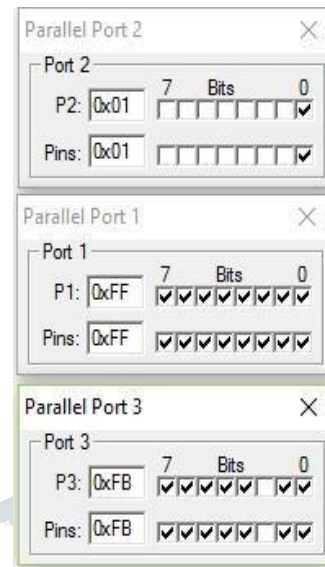 Parallel Port 2
Port 2
7 Bits 0
P2: 0x01
Pins: 0x01
Parallel Port 1
Port 1
7 Bits 0
P1: 0xFF
Pins: 0xFF
Parallel Port 3
Port 3
7 Bits 0
P3: 0xFB
Pins: 0xFB